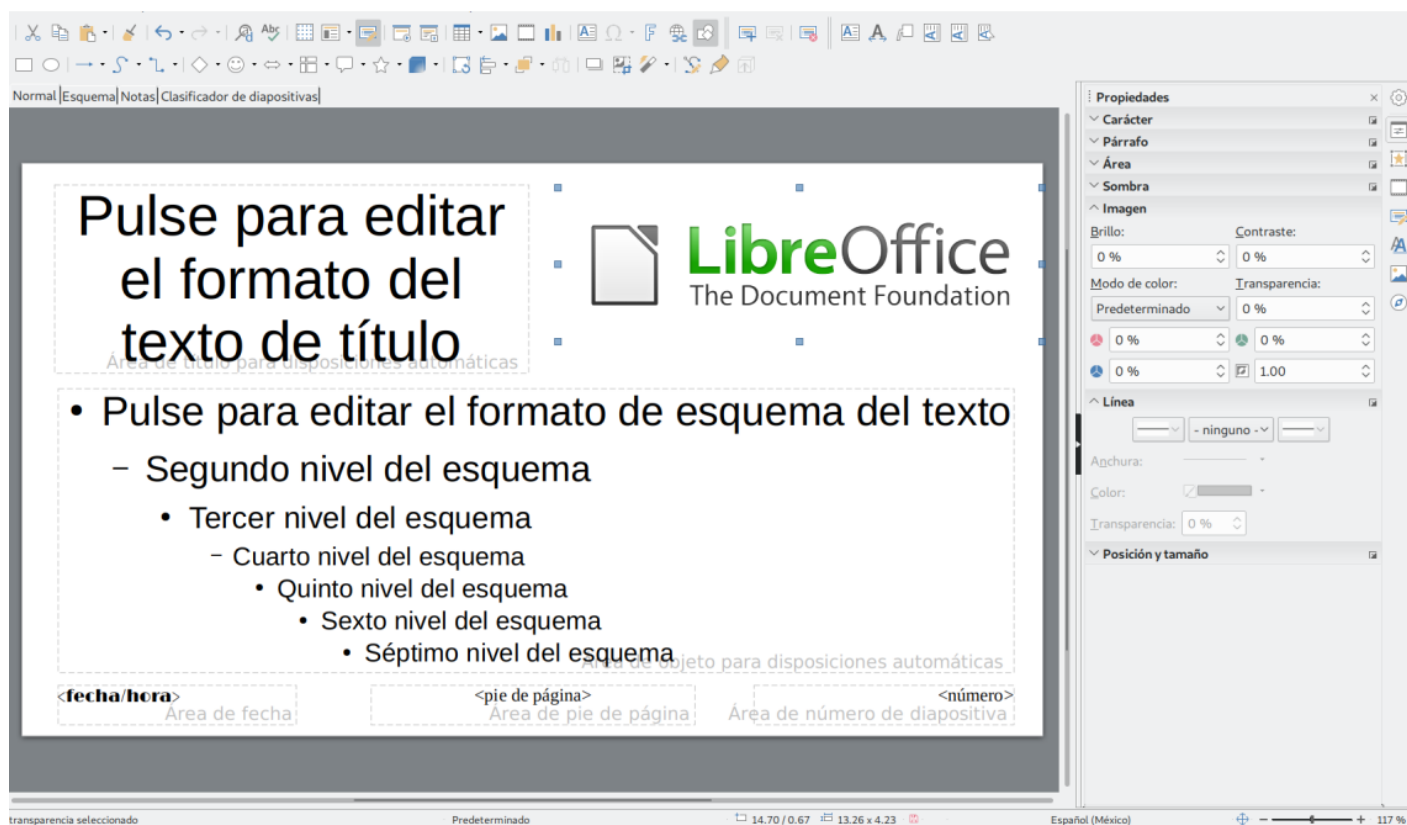 Normal Esquema Notas Clasificador de diapositivas
Pulse para editar
el formato del
texto de título
Área de título para disposiciones automáticas
LibreOffice
The Document Foundation
• Pulse para editar el formato de esquema del texto
– Segundo nivel del esquema
• Tercer nivel del esquema
– Cuarto nivel del esquema
• Quinto nivel del esquema
• Sexto nivel del esquema
• Séptimo nivel del esquema
Área de objeto para disposiciones automáticas
<fecha/hora>
Área de fecha
<pie de página>
Área de pie de página
<número>
Área de número de diapositiva
Propiedades
Carácter
Párrafo
Área
Sombra
Imagen
Brillo: Contraste:
0 % 0 %
Modo de color: Transparencia:
Predeterminado 0 %
0 % 0 %
0 % 1.00
Línea
- ninguno -
Anchura:
Color:
Transparencia: 0 %
Posición y tamaño
transparencia seleccionado Predeterminado 14.70 / 0.67 13.26 x 4.23 Español (México) 117 %